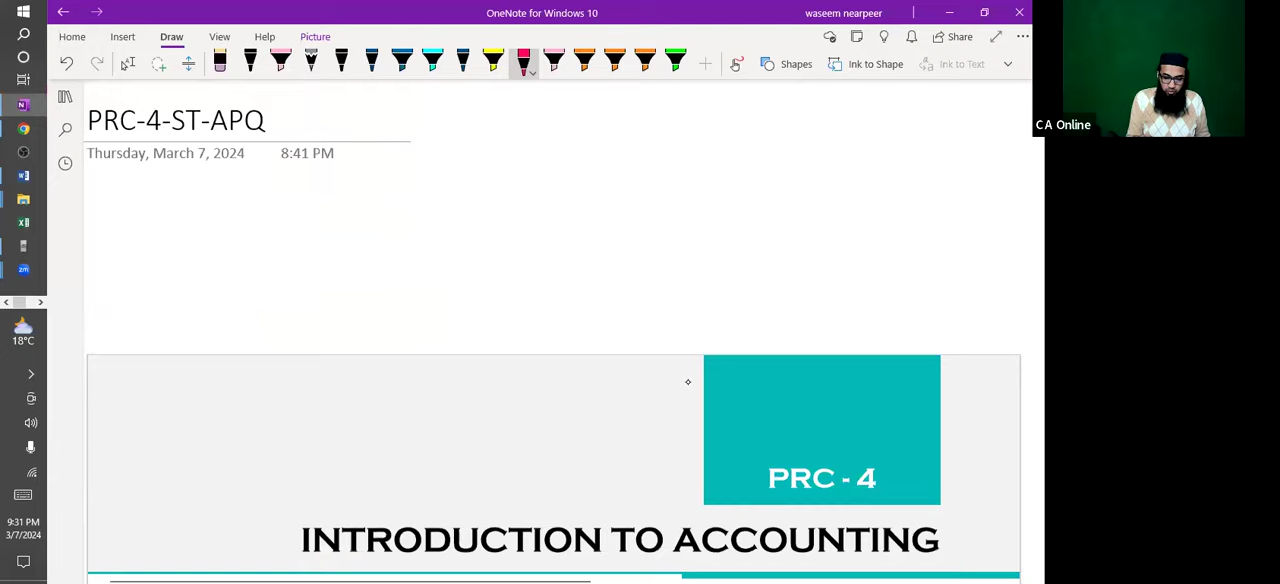 OneNote for Windows 10
waseem nearpeer
Home
Insert
Draw
View
Help
Picture
Share
Shapes
Ink to Shape
Ink to Text
PRC-4-ST-APQ
Thursday, March 7, 2024
8:41 PM
C A Online
18°C
PRC - 4
INTRODUCTION TO ACCOUNTING
9:31 PM
3/7/2024